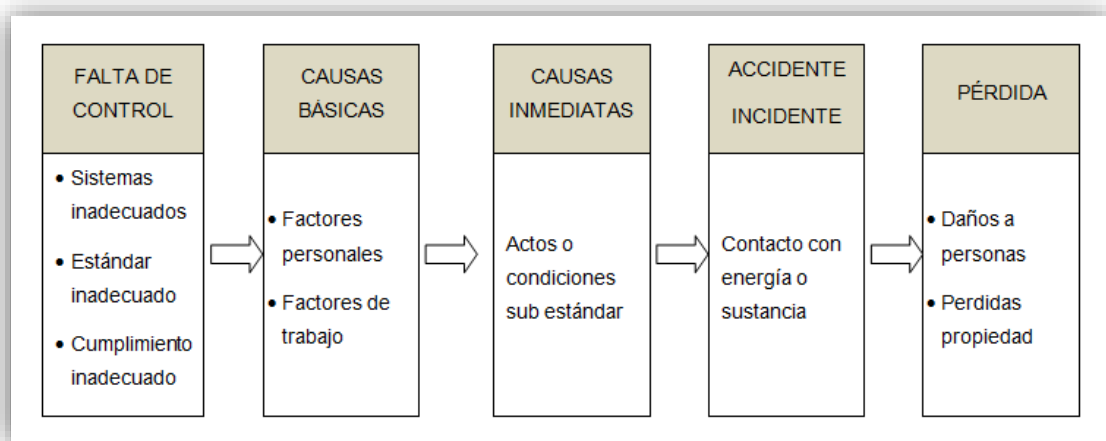 FALTA DE
CONTROL
• Sistemas
inadecuados
• Estándar
inadecuado
• Cumplimiento
inadecuado
CAUSAS
BÁSICAS
• Factores
personales
• Factores de
trabajo
CAUSAS
INMEDIATAS
Actos o
condiciones
sub estándar
ACCIDENTE
INCIDENTE
Contacto con
energía o
sustancia
PÉRDIDA
• Daños a
personas
• Perdidas
propiedad